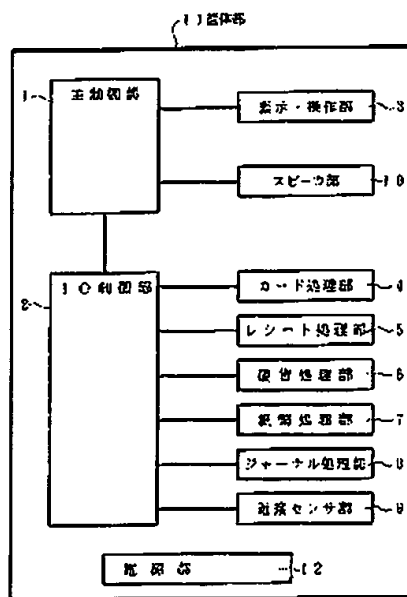 11筐体部
1
主制御部
表示・操作部
3
スピーカ部
10
2
IO制御部
カード処理部
4
レシート処理部
5
硬貨処理部
6
紙幣処理部
7
ジャーナル処理部
8
近接センサ部
9
電源部
12